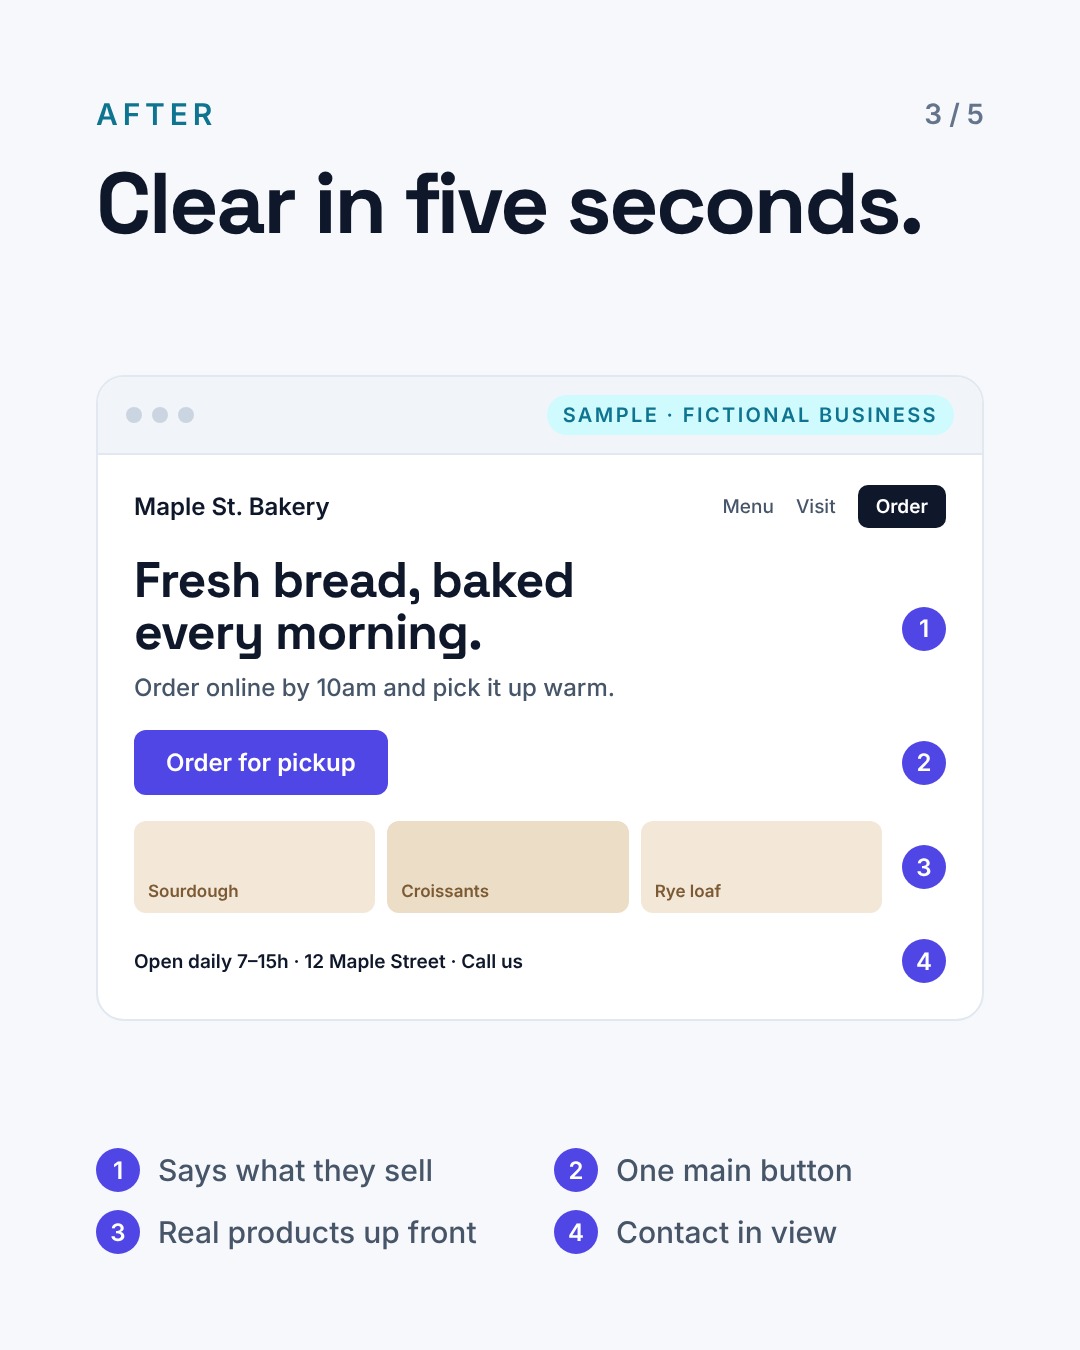 AFTER
3 / 5
Clear in five seconds.
SAMPLE · FICTIONAL BUSINESS
Maple St. Bakery
Menu Visit Order
Fresh bread, baked
every morning.
1
Order online by 10am and pick it up warm.
Order for pickup
2
Sourdough Croissants Rye loaf
3
Open daily 7–15h · 12 Maple Street · Call us
4
1 Says what they sell
2 One main button
3 Real products up front
4 Contact in view